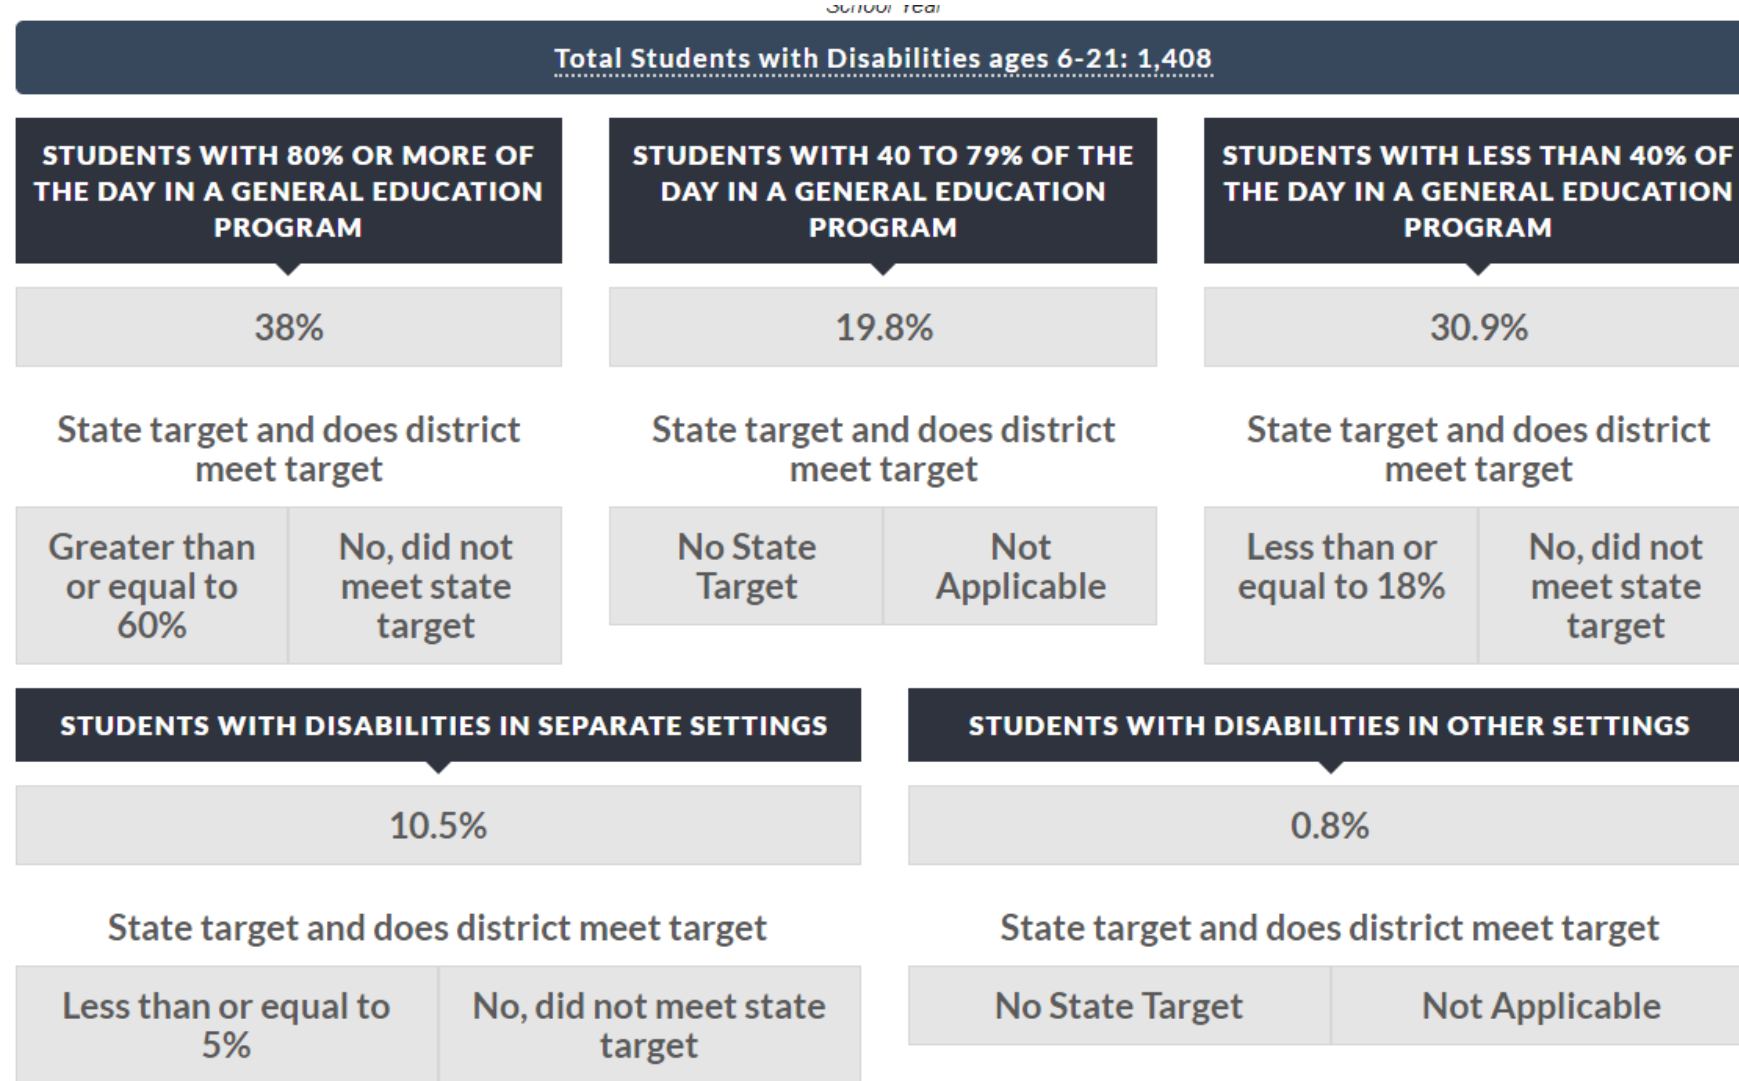 School Year
Total Students with Disabilities ages 6-21: 1,408
STUDENTS WITH 80% OR MORE OF
THE DAY IN A GENERAL EDUCATION
PROGRAM
38%
State target and does district
meet target
Greater than
or equal to
60%
No, did not
meet state
target
STUDENTS WITH 40 TO 79% OF THE
DAY IN A GENERAL EDUCATION
PROGRAM
19.8%
State target and does district
meet target
No State
Target
Not
Applicable
STUDENTS WITH LESS THAN 40% OF
THE DAY IN A GENERAL EDUCATION
PROGRAM
30.9%
State target and does district
meet target
Less than or
equal to 18%
No, did not
meet state
target
STUDENTS WITH DISABILITIES IN SEPARATE SETTINGS
10.5%
State target and does district meet target
Less than or equal to
5%
No, did not meet state
target
STUDENTS WITH DISABILITIES IN OTHER SETTINGS
0.8%
State target and does district meet target
No State Target
Not Applicable